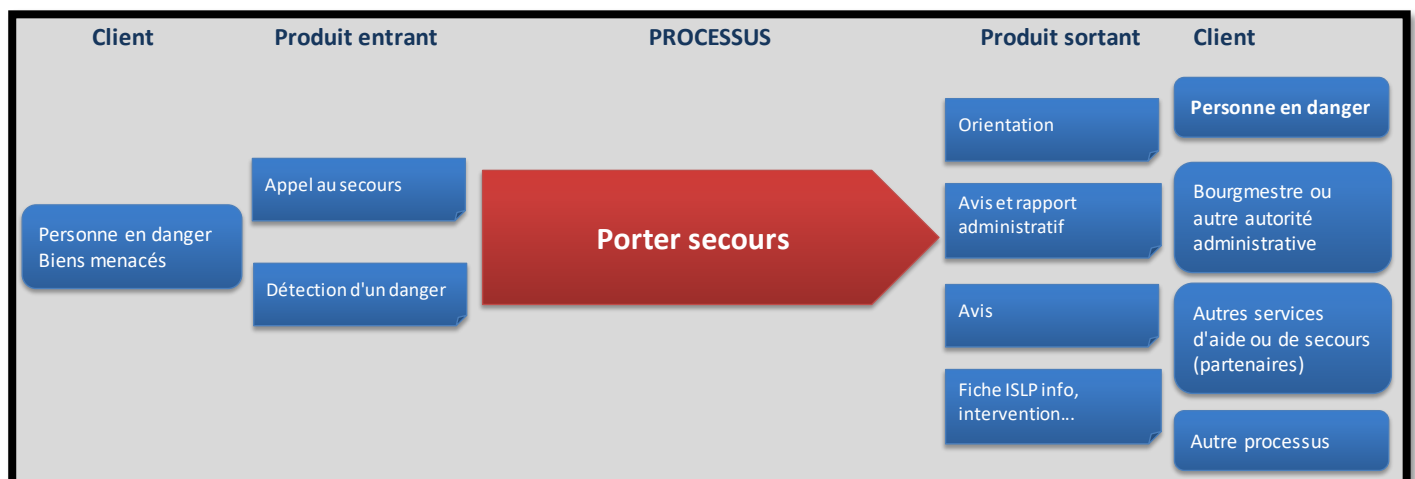 Client
Produit entrant
PROCESSUS
Produit sortant
Client
Personne en danger
Biens menacés
Appel au secours
Détection d'un danger
Porter secours
Orientation
Avis et rapport
administratif
Avis
Fiche ISLP info,
intervention...
Personne en danger
Bourgmestre ou
autre autorité
administrative
Autres services
d'aide ou de secours
(partenaires)
Autre processus